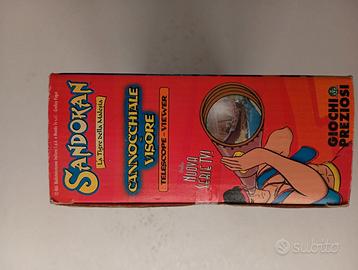 SANDOKAN
La Tigre della Malesia
CANNOCCHIALE
VISORE
TELESCOPE - VIEWER
NUOVA
SERIE TV!
GIOCHI
PREZIOSI
subito